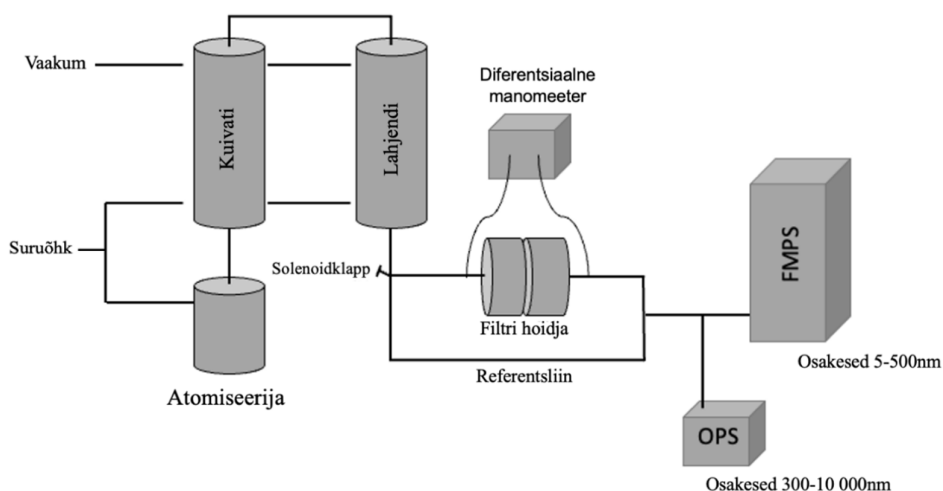 Vaakum
Kuivati
Lahjendi
Diferentsiaalne
manomeeter
Suruõhk
Solenoidklapp
Filtri hoidja
FMPS
Atomiseerija
Referentsliin
Osakesed 5-500nm
OPS
Osakesed 300-10 000nm